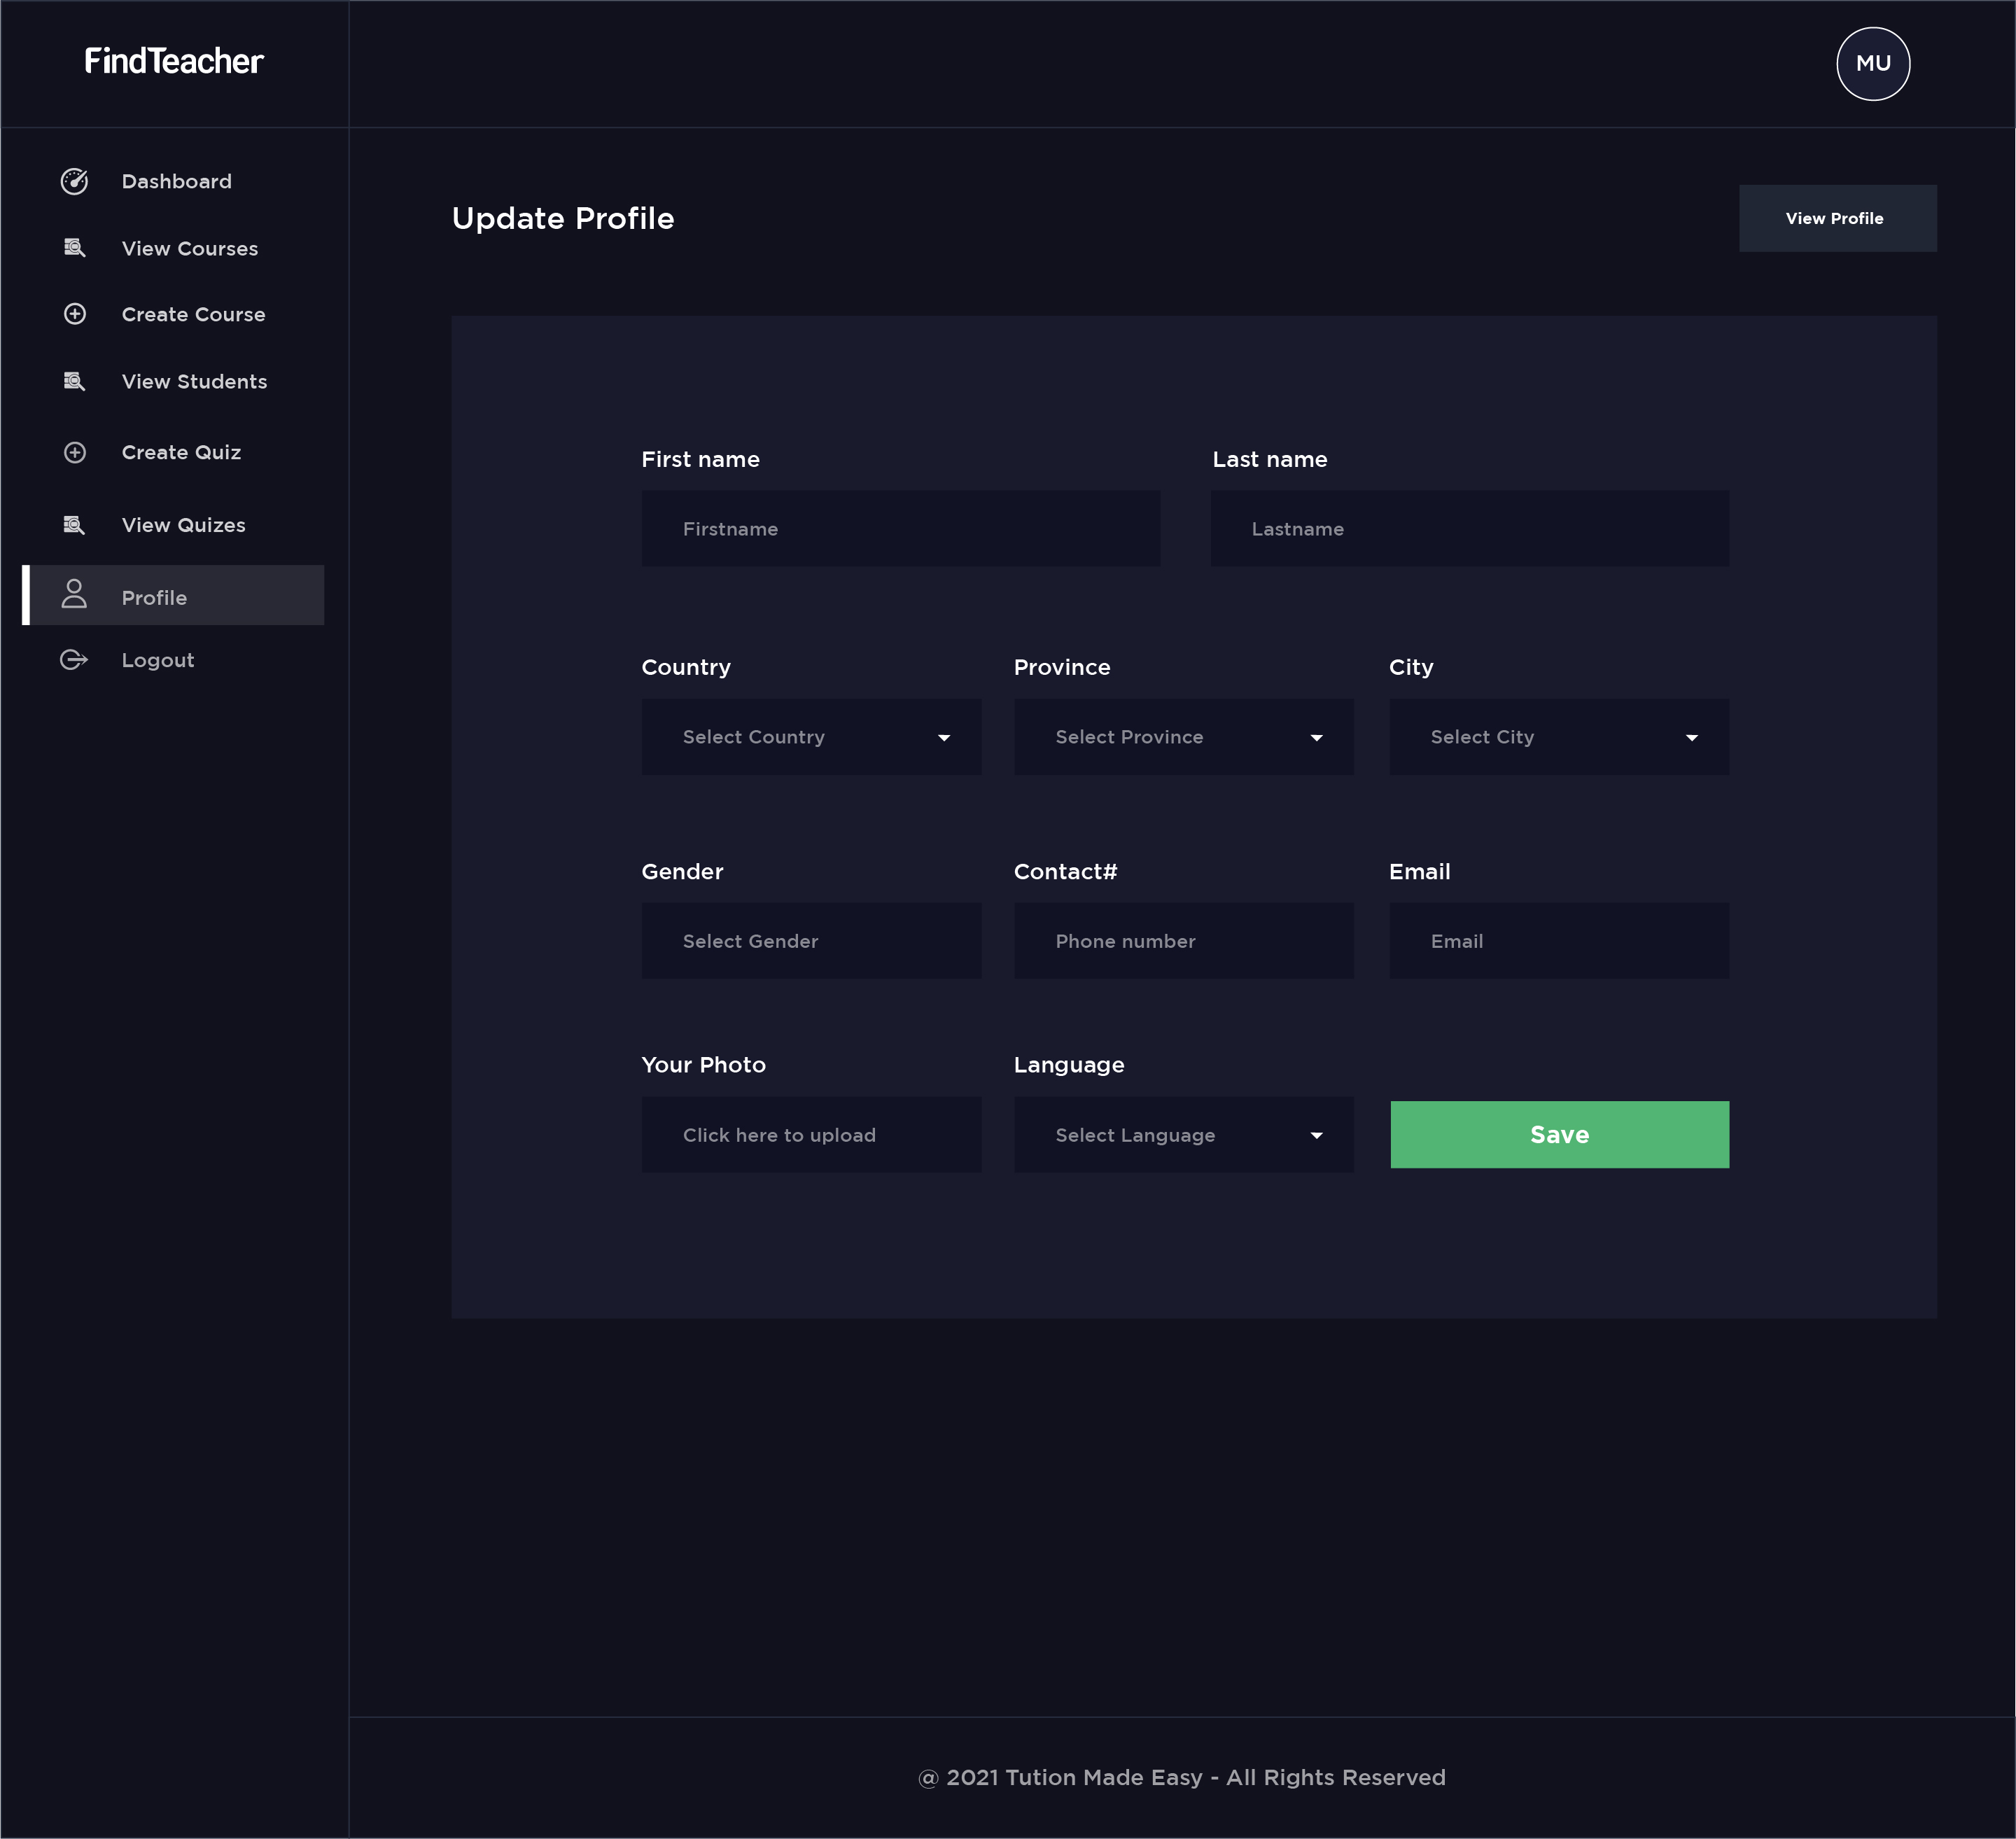 FindTeacher
MU
Dashboard
View Courses
Create Course
View Students
Create Quiz
View Quizes
Profile
Logout
Update Profile
View Profile
First name
Last name
Firstname
Lastname
Country
Province
City
Select Country
Select Province
Select City
Gender
Contact#
Email
Select Gender
Phone number
Email
Your Photo
Language
Click here to upload
Select Language
Save
@ 2021 Tution Made Easy - All Rights Reserved